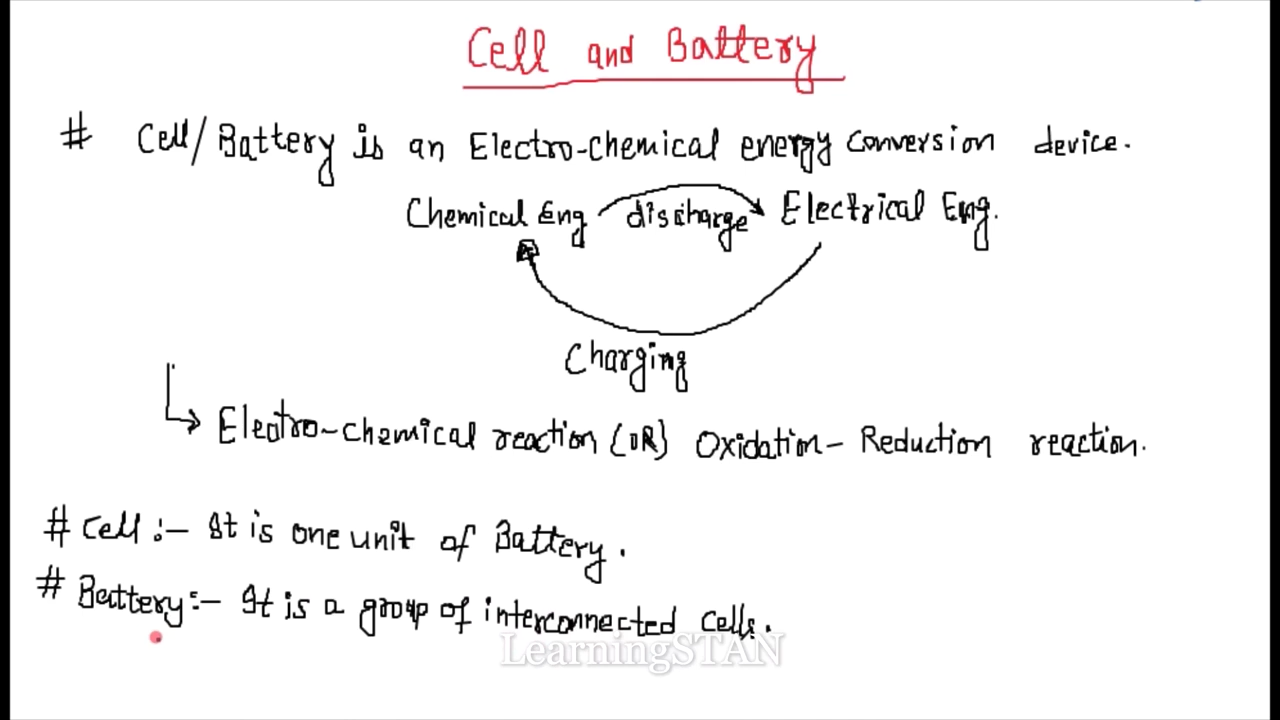 Cell and Battery
# Cell/Battery is an Electro-chemical energy conversion device.
Chemical Eng discharge Electrical Eng.
Charging
Electro-chemical reaction (OR) Oxidation- Reduction reaction.
# Cell :- It is one unit of Battery.
# Battery :- It is a group of interconnected cells.
LearningSTAN